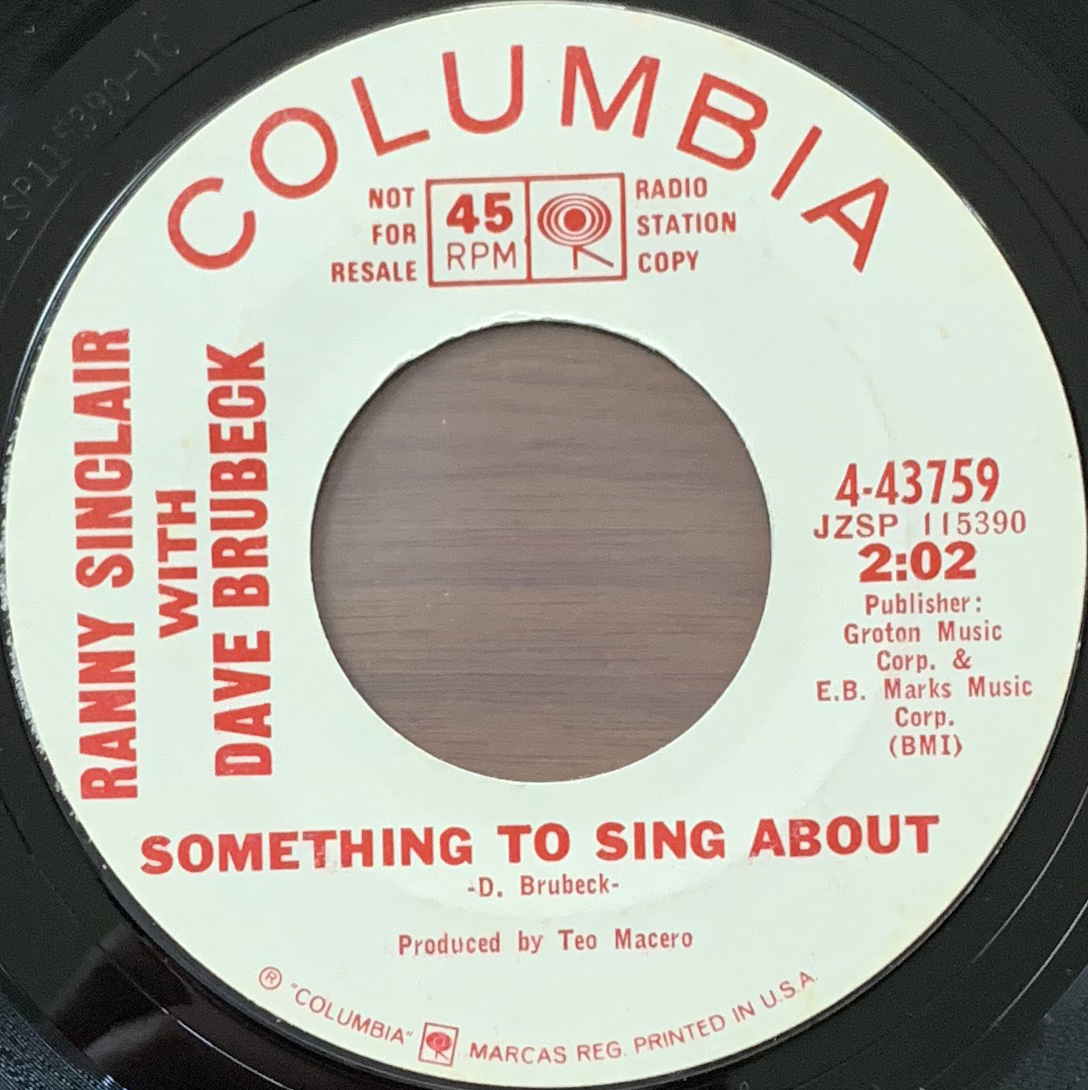 COLUMBIA
NOT
FOR
RESALE
45
RPM
RADIO
STATION
COPY
RANNY SINCLAIR
WITH
DAVE BRUBECK
4-43759
JZSP 115390
2:02
Publisher:
Groton Music
Corp. &
E.B. Marks Music
Corp.
(BMI)
SOMETHING TO SING ABOUT
-D. Brubeck-
Produced by Teo Macero
® "COLUMBIA" MARCAS REG. PRINTED IN U.S.A.